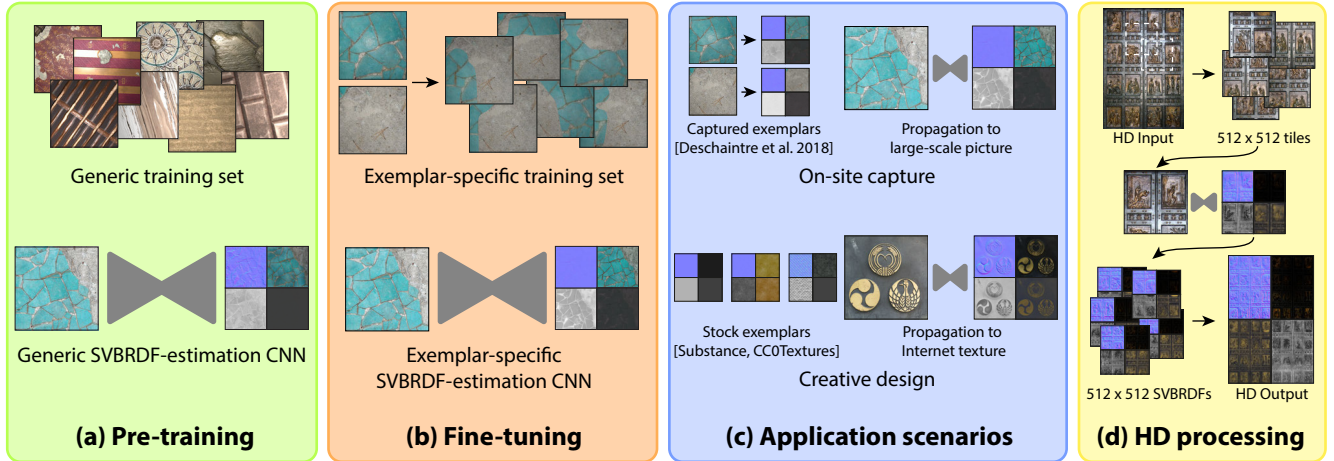 Generic training set
Generic SVBRDF-estimation CNN
(a) Pre-training
Exemplar-specific training set
Exemplar-specific
SVBRDF-estimation CNN
(b) Fine-tuning
Captured exemplars
[Deschaintre et al. 2018]
Propagation to
large-scale picture
On-site capture
Stock exemplars
[Substance, CC0Textures]
Propagation to
Internet texture
Creative design
(c) Application scenarios
HD Input
512 x 512 tiles
512 x 512 SVBRDFs
HD Output
(d) HD processing